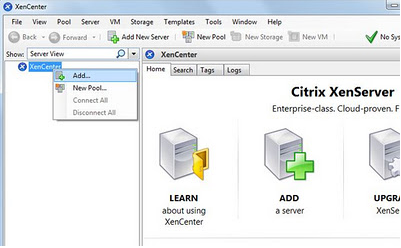 XenCenter
File View Pool Server VM Storage Templates Tools Window Help
Back Forward Add New Server New Pool New Storage New VM No Sys
Show: Server View XenCenter
XenCenter Home Search Tags Logs
Add...
New Pool...
Connect All
Disconnect All
Citrix XenServer
Enterprise-class. Cloud-proven. F
LEARN ADD UPGRA
about using a server XenSe
XenCenter